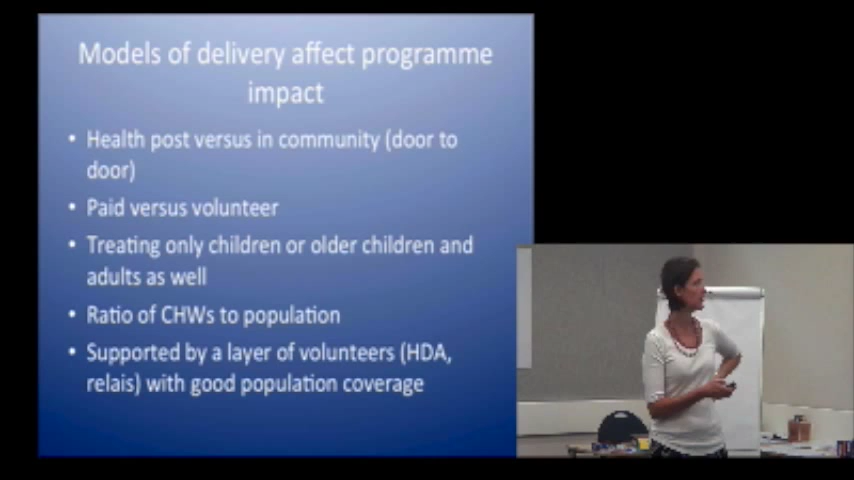 Models of delivery affect programme
impact
• Health post versus in community (door to
door)
• Paid versus volunteer
• Treating only children or older children and
adults as well
• Ratio of CHWs to population
• Supported by a layer of volunteers (HDA,
relais) with good population coverage